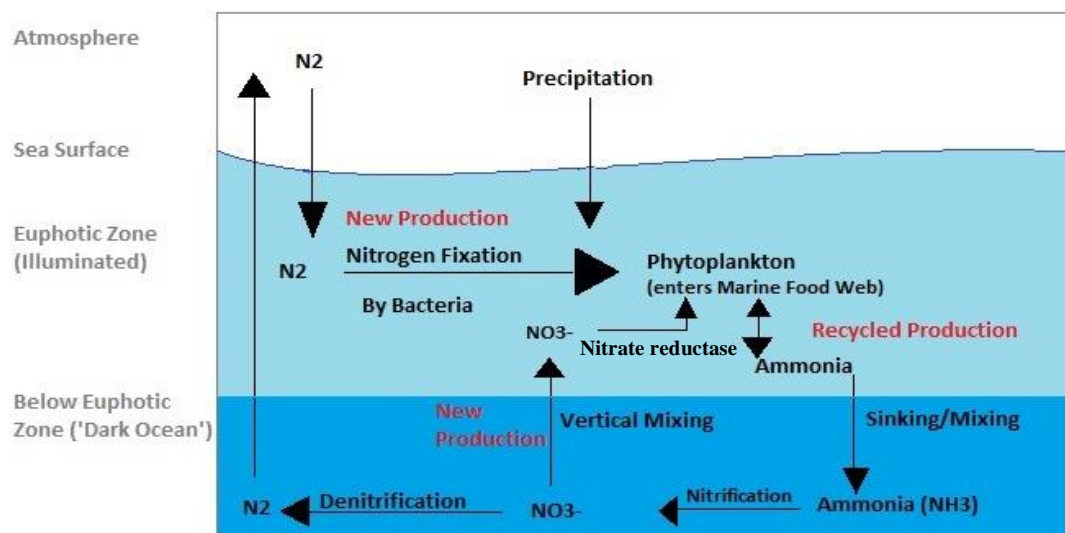 Atmosphere
N2
Precipitation
Sea Surface
Euphotic Zone
(Illuminated)
New Production
N2
Nitrogen Fixation
By Bacteria
Phytoplankton
(enters Marine Food Web)
NO3-
Nitrate reductase
Recycled Production
Ammonia
Below Euphotic
Zone ('Dark Ocean')
New
Production
Vertical Mixing
Sinking/Mixing
N2
Denitrification
NO3-
Nitrification
Ammonia (NH3)